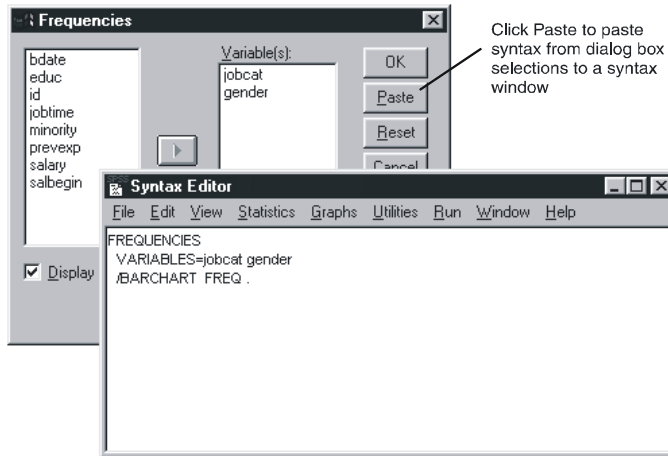 Frequencies
bdate
educ
id
jobtime
minority
prevexp
salary
salbegin
Variable(s):
jobcat
gender
OK
Paste
Reset
Cancel
Display
Click Paste to paste
syntax from dialog box
selections to a syntax
window
Syntax Editor
File Edit View Statistics Graphs Utilities Run Window Help
FREQUENCIES
VARIABLES=jobcat gender
/BARCHART FREQ .